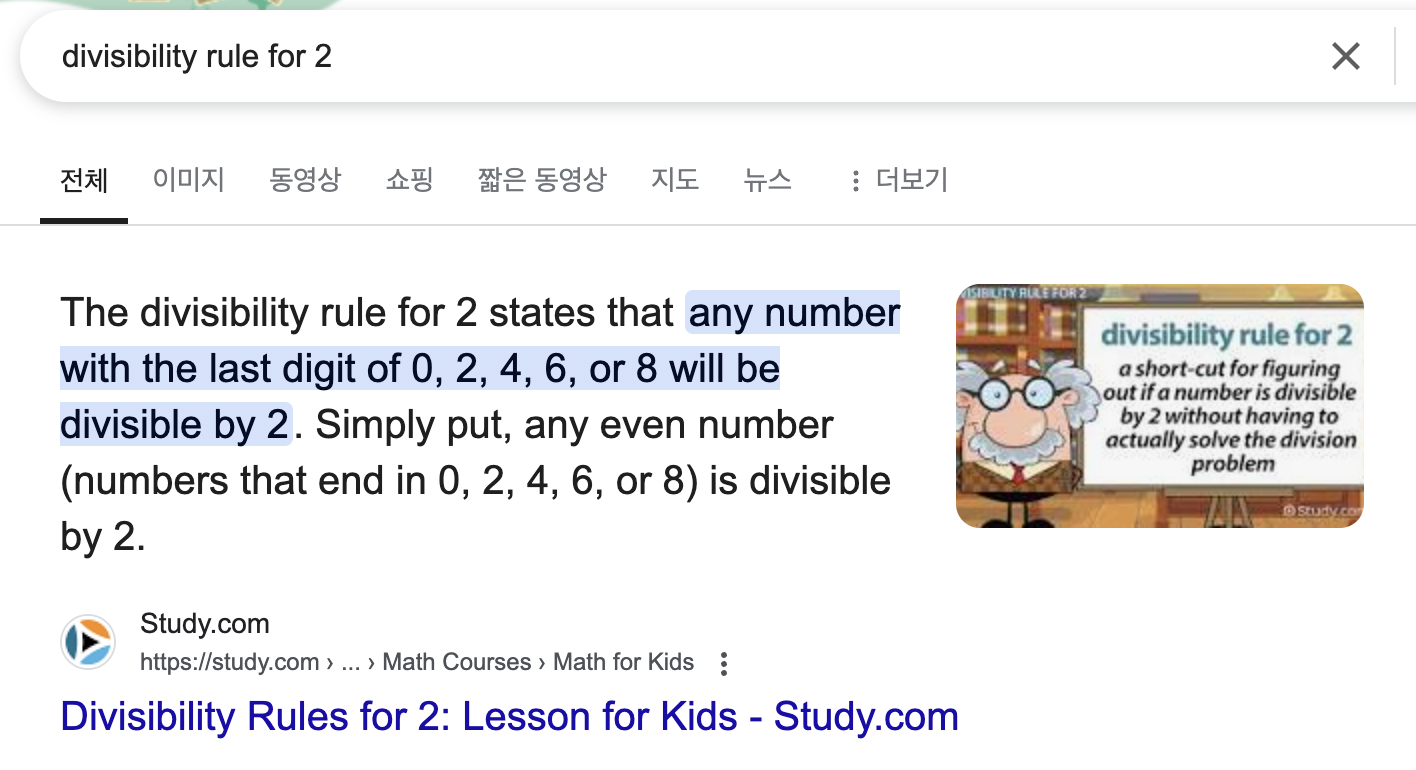 divisibility rule for 2
전체 이미지 동영상 쇼핑 짧은 동영상 지도 뉴스 더보기
The divisibility rule for 2 states that any number
with the last digit of 0, 2, 4, 6, or 8 will be
divisible by 2. Simply put, any even number
(numbers that end in 0, 2, 4, 6, or 8) is divisible
by 2.
ISIBILITY RULE FOR 2
divisibility rule for 2
a short-cut for figuring
out if a number is divisible
by 2 without having to
actually solve the division
problem
© Study.com
Study.com
https://study.com › ... › Math Courses › Math for Kids
Divisibility Rules for 2: Lesson for Kids - Study.com